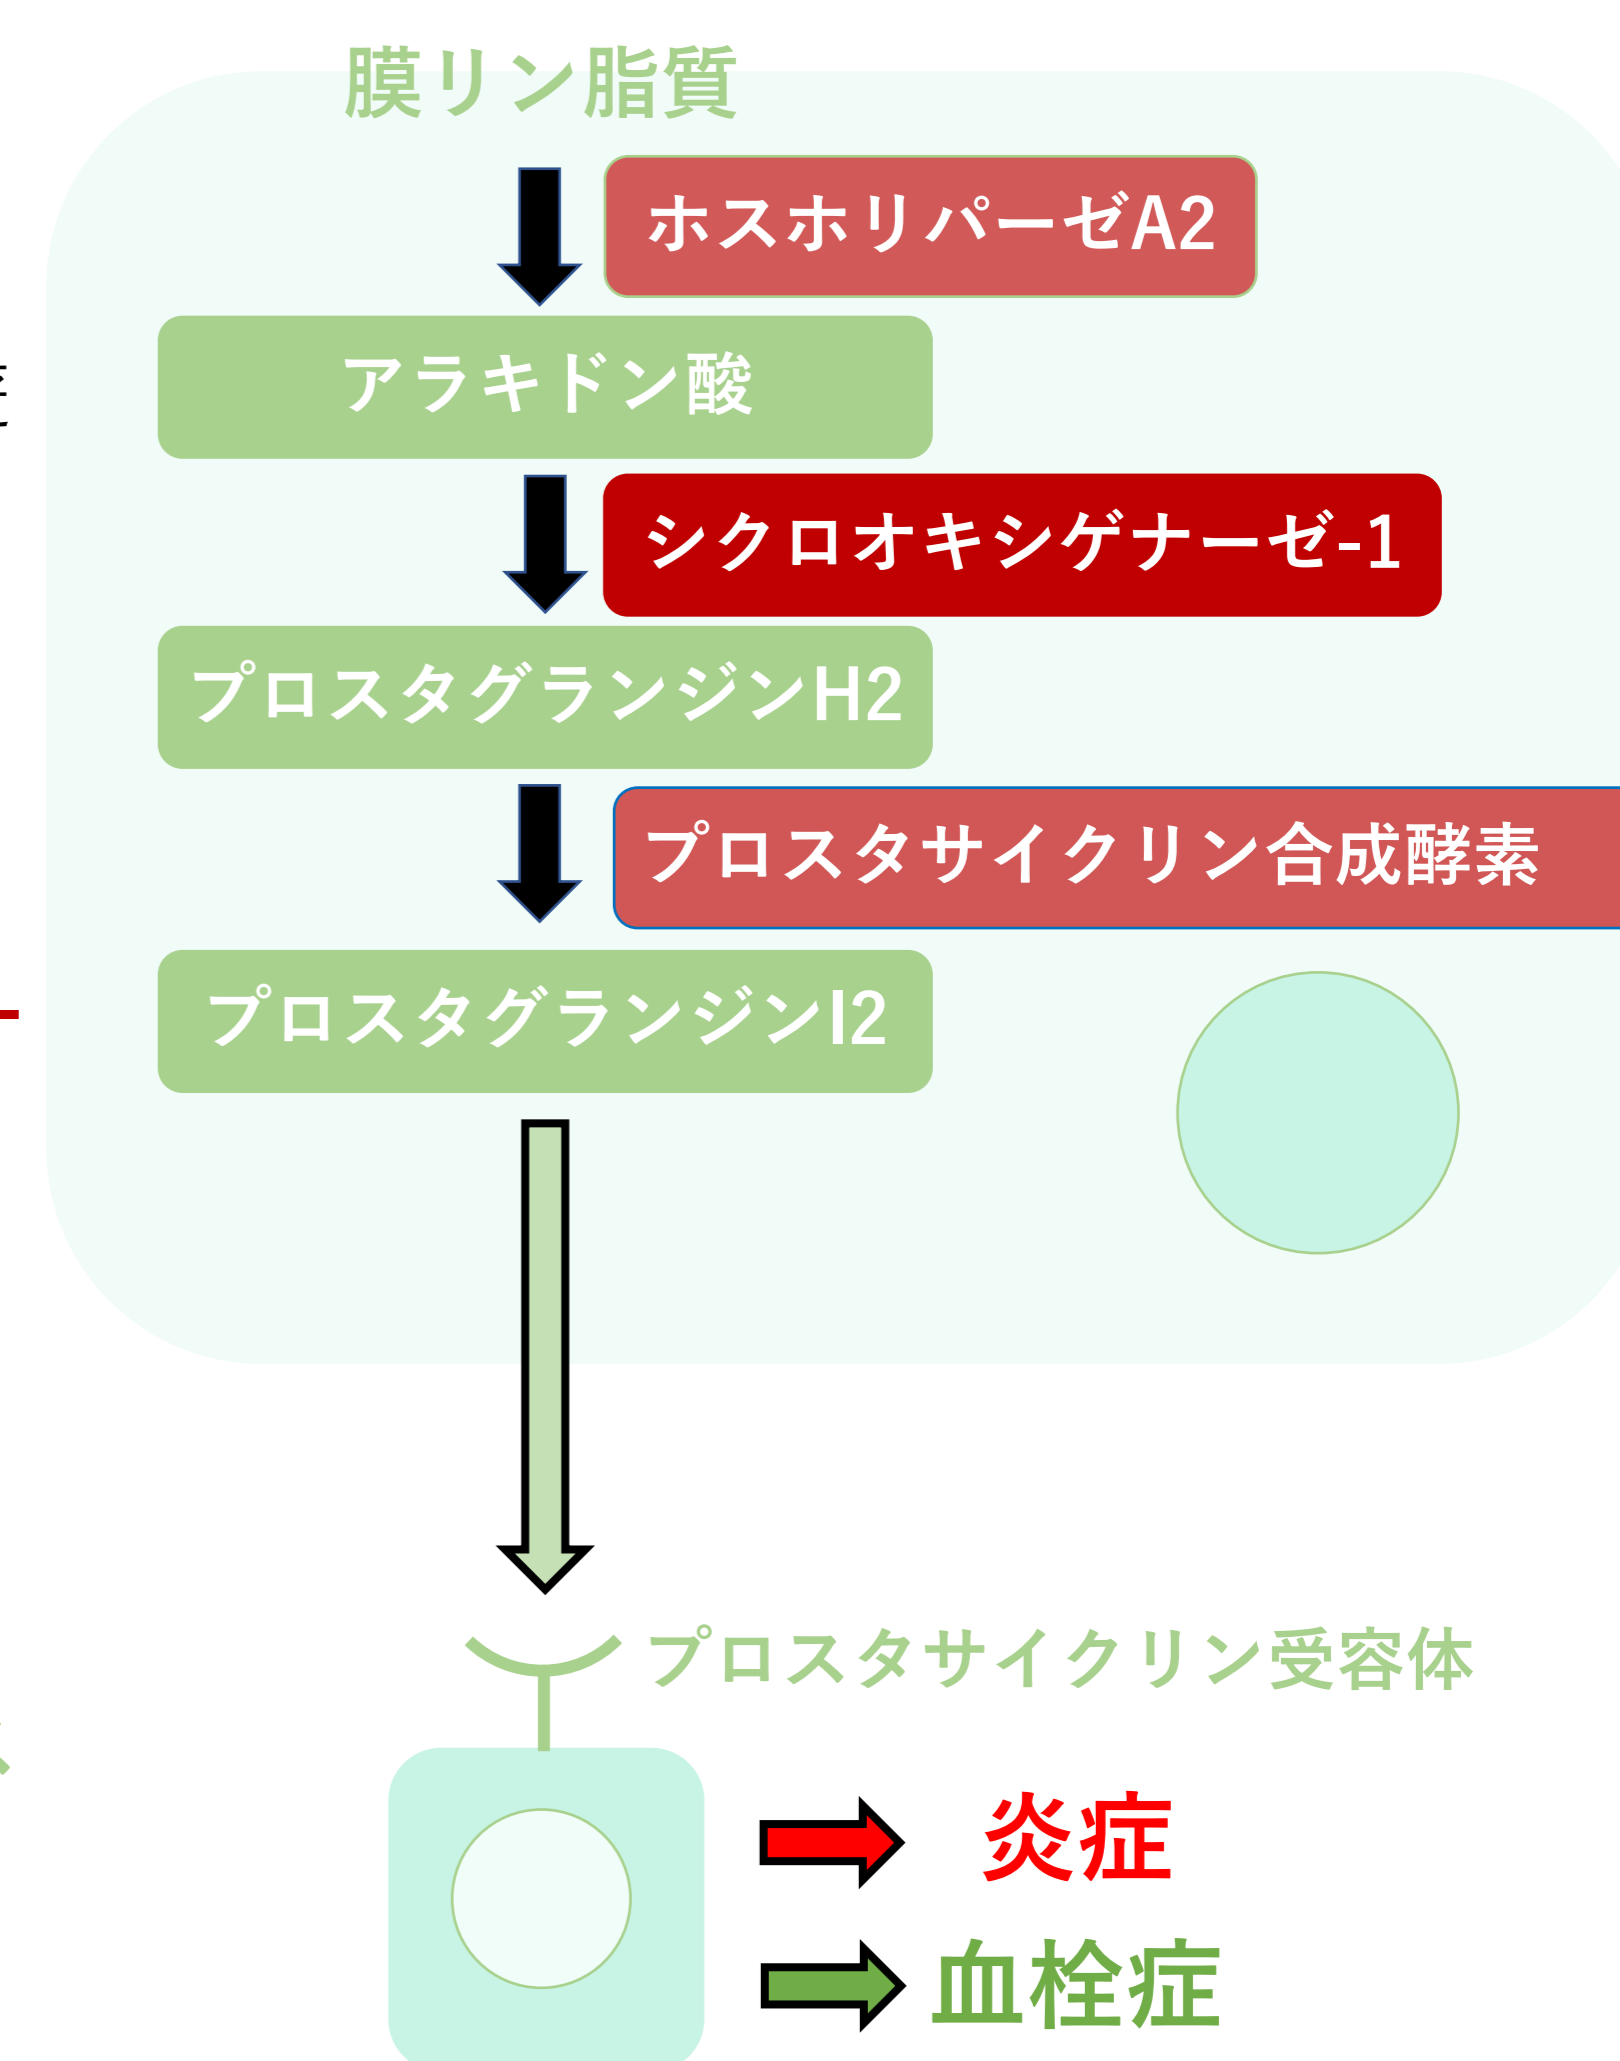 膜リン脂質
ホスホリパーゼA2
アラキドン酸
シクロオキシゲナーゼ-1
プロスタグランジンH2
プロスタサイクリン合成酵素
プロスタグランジンI2
プロスタサイクリン受容体
炎症
血栓症